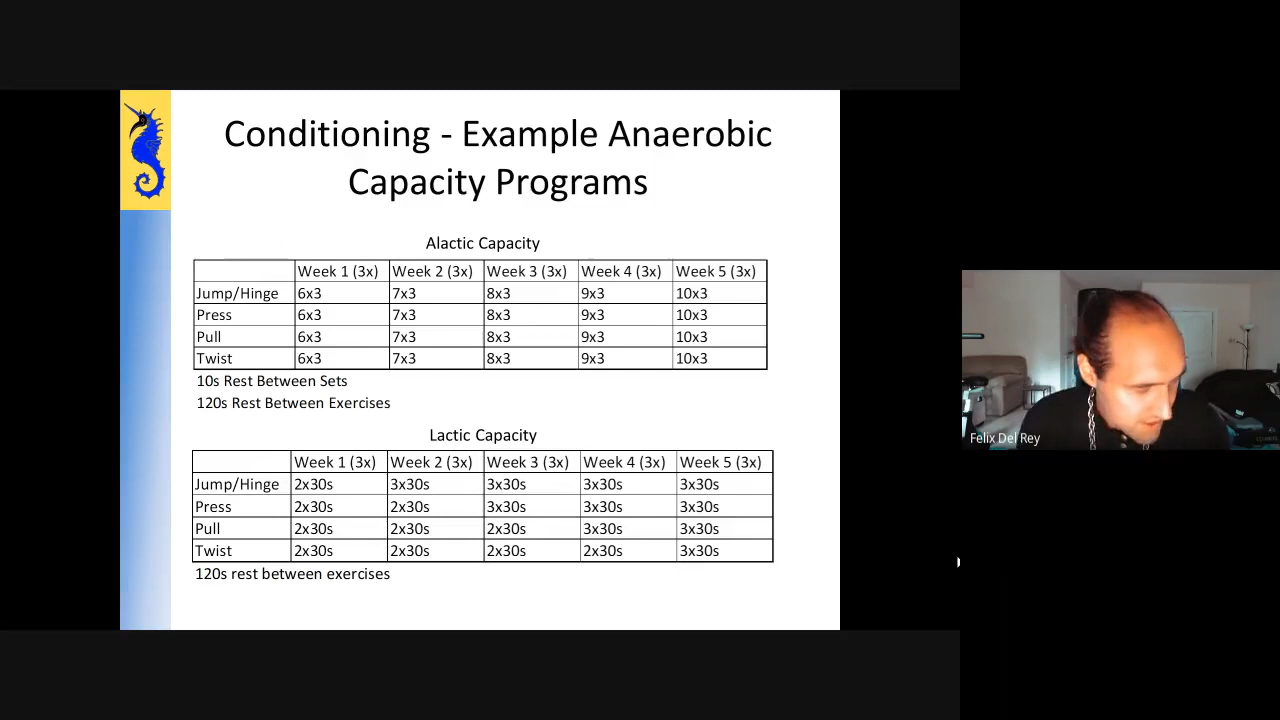 Conditioning - Example Anaerobic
Capacity Programs
Alactic Capacity
Week 1 (3x) Week 2 (3x) Week 3 (3x) Week 4 (3x) Week 5 (3x)
Jump/Hinge 6x3 7x3 8x3 9x3 10x3
Press 6x3 7x3 8x3 9x3 10x3
Pull 6x3 7x3 8x3 9x3 10x3
Twist 6x3 7x3 8x3 9x3 10x3
10s Rest Between Sets
120s Rest Between Exercises
Lactic Capacity
Week 1 (3x) Week 2 (3x) Week 3 (3x) Week 4 (3x) Week 5 (3x)
Jump/Hinge 2x30s 3x30s 3x30s 3x30s 3x30s
Press 2x30s 2x30s 3x30s 3x30s 3x30s
Pull 2x30s 2x30s 2x30s 3x30s 3x30s
Twist 2x30s 2x30s 2x30s 2x30s 3x30s
120s rest between exercises
Felix Del Rey